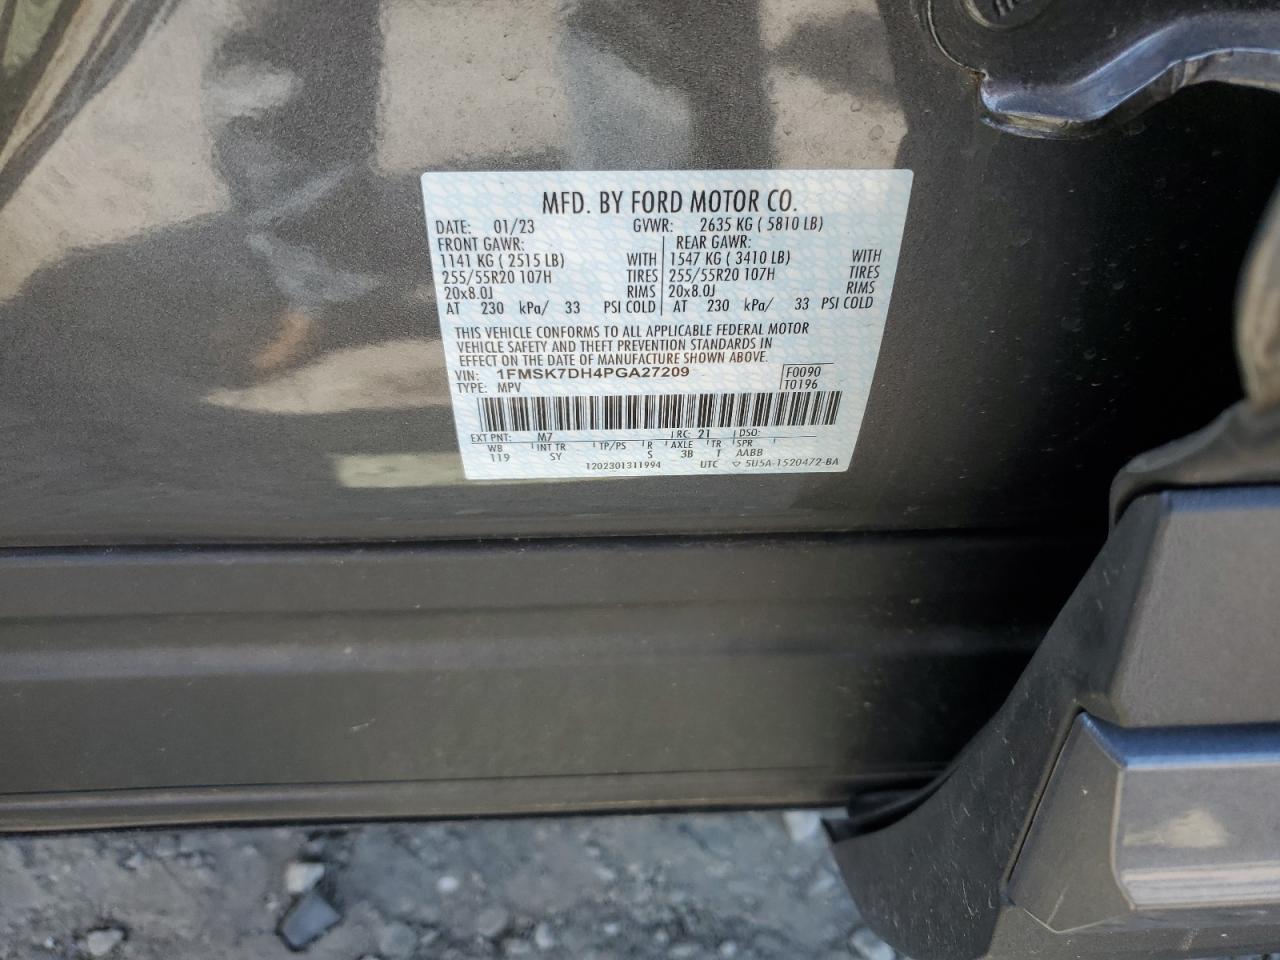 MFD. BY FORD MOTOR CO.
DATE: 01/23 GVWR: 2635 KG ( 5810 LB)
FRONT GAWR: REAR GAWR:
1141 KG ( 2515 LB) WITH 1547 KG ( 3410 LB) WITH
255/55R20 107H TIRES 255/55R20 107H TIRES
20x8.0J RIMS 20x8.0J RIMS
AT 230 kPa/ 33 PSI COLD AT 230 kPa/ 33 PSI COLD
THIS VEHICLE CONFORMS TO ALL APPLICABLE FEDERAL MOTOR
VEHICLE SAFETY AND THEFT PREVENTION STANDARDS IN
EFFECT ON THE DATE OF MANUFACTURE SHOWN ABOVE.
VIN: 1FMSK7DH4PGA27209 F0090
TYPE: MPV T0196
EXT PNT: M7 RC: 21 DSO:
WB INT TR TP/PS R AXLE TR SPR
119 SY S 3B T AABB
1202301311994 UTC 5U5A-1520472-BA